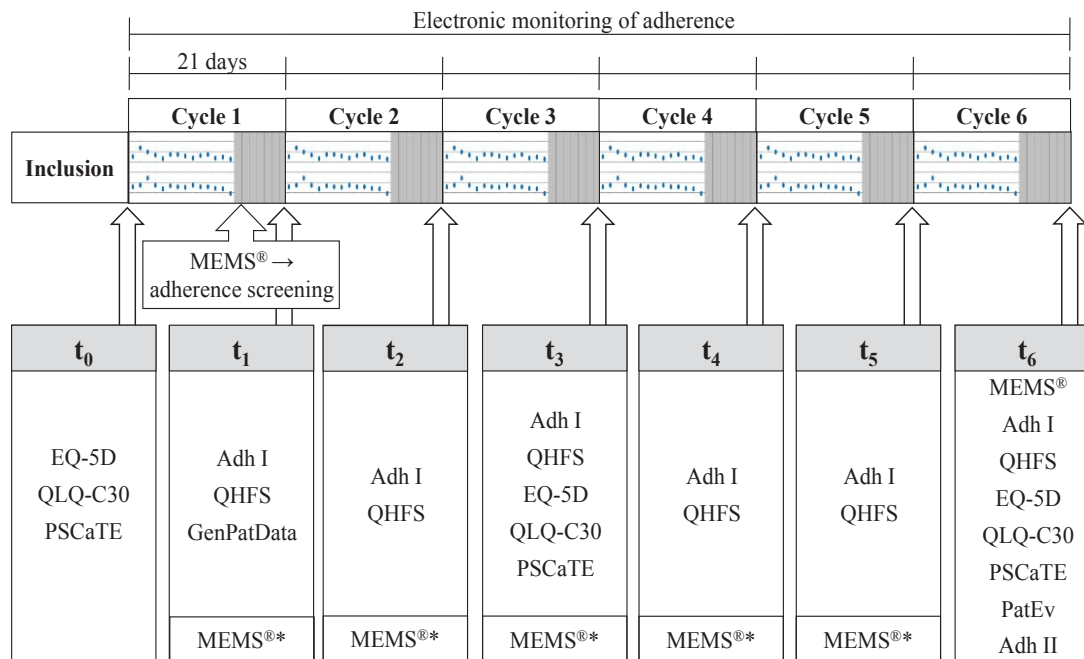 Electronic monitoring of adherence
21 days
Cycle 1
Cycle 2
Cycle 3
Cycle 4
Cycle 5
Cycle 6
Inclusion
MEMS® →
adherence screening
t₀
EQ-5D
QLQ-C30
PSCaTE
t₁
Adh I
QHFS
GenPatData
MEMS®*
t₂
Adh I
QHFS
MEMS®*
t₃
Adh I
QHFS
EQ-5D
QLQ-C30
PSCaTE
MEMS®*
t₄
Adh I
QHFS
MEMS®*
t₅
Adh I
QHFS
MEMS®*
t₆
MEMS®
Adh I
QHFS
EQ-5D
QLQ-C30
PSCaTE
PatEv
Adh II